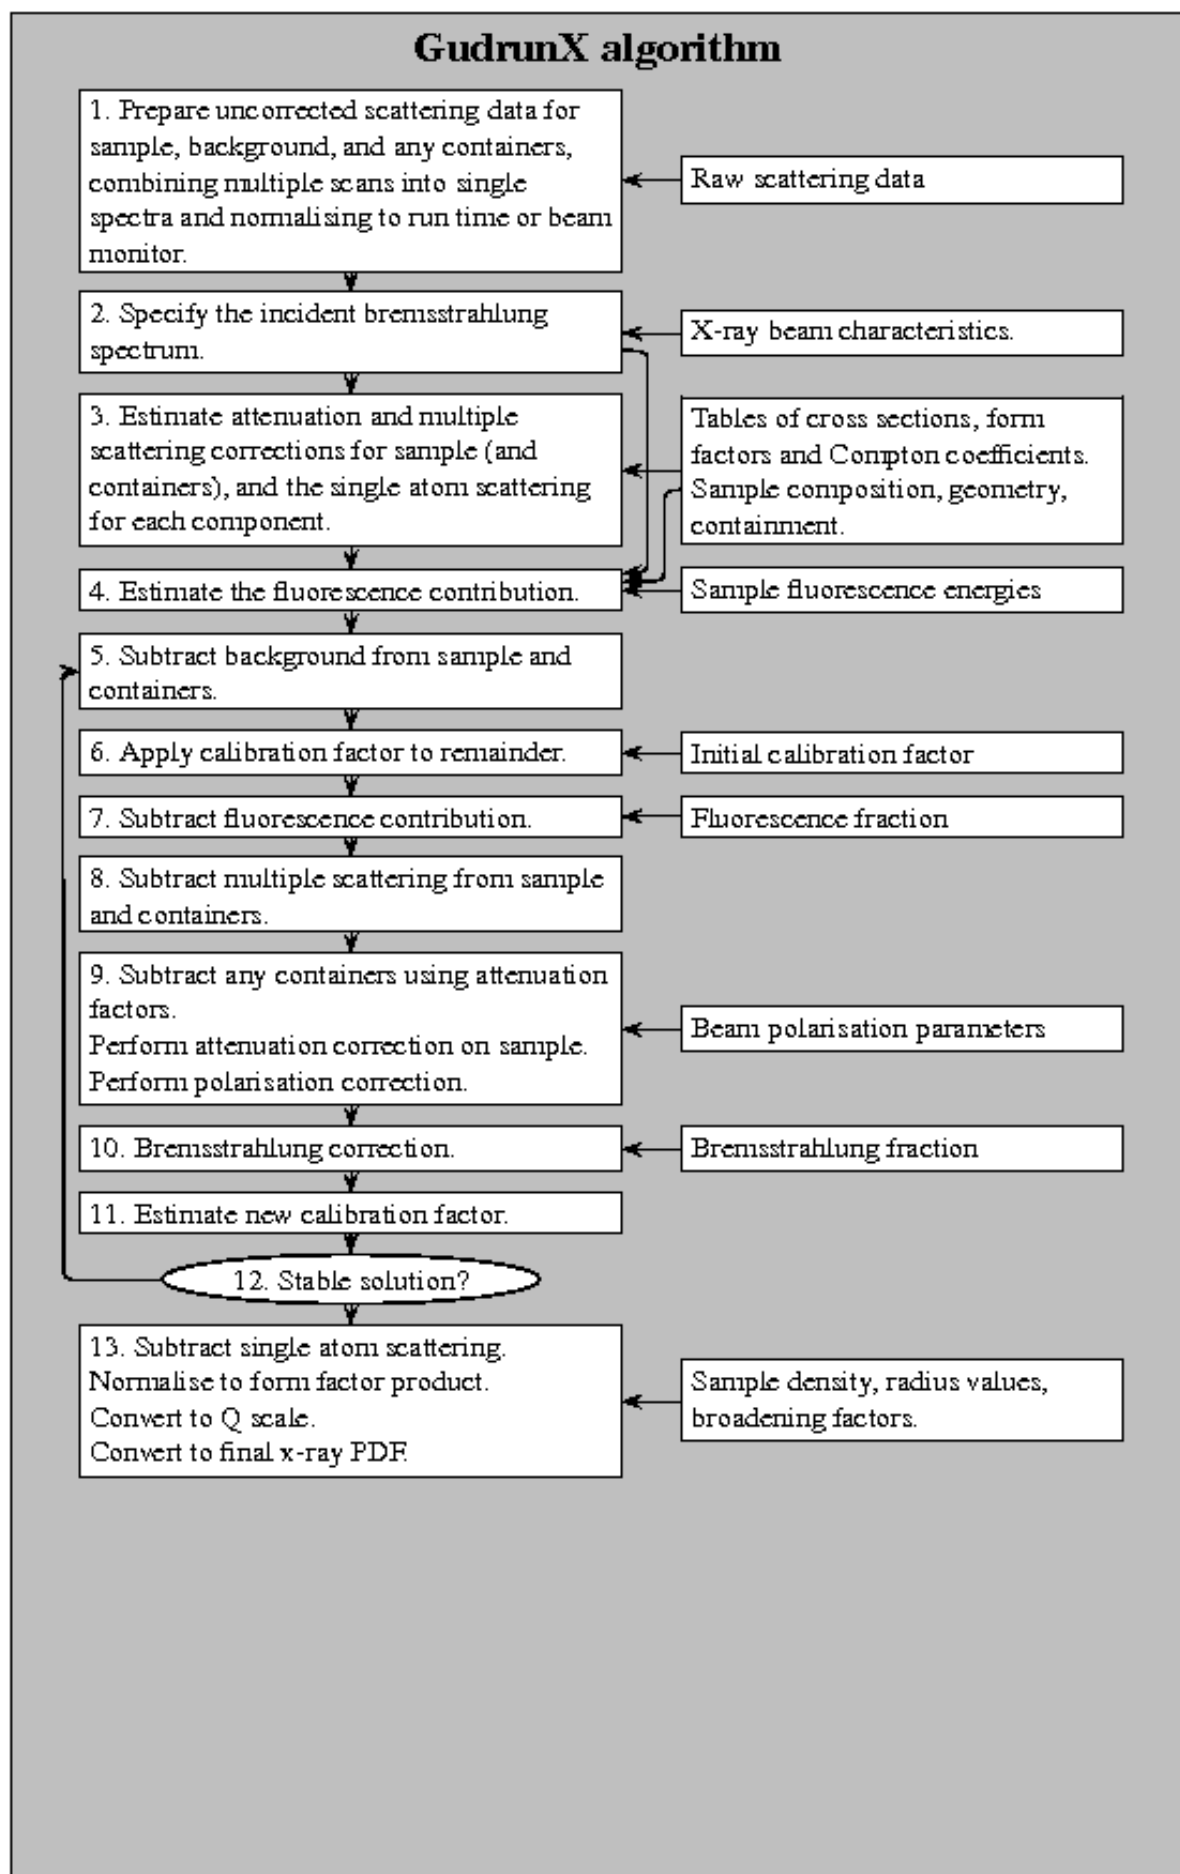 GudrunX algorithm
1. Prepare uncorrected scattering data for
sample, background, and any containers,
combining multiple scans into single
spectra and normalising to run time or beam
monitor.
Raw scattering data
2. Specify the incident bremsstrahlung
spectrum.
X-ray beam characteristics.
3. Estimate attenuation and multiple
scattering corrections for sample (and
containers), and the single atom scattering
for each component.
Tables of cross sections, form
factors and Compton coefficients.
Sample composition, geometry,
containment.
4. Estimate the fluorescence contribution.
Sample fluorescence energies
5. Subtract background from sample and
containers.
6. Apply calibration factor to remainder.
Initial calibration factor
7. Subtract fluorescence contribution.
Fluorescence fraction
8. Subtract multiple scattering from sample
and containers.
9. Subtract any containers using attenuation
factors.
Perform attenuation correction on sample.
Perform polarisation correction.
Beam polarisation parameters
10. Bremsstrahlung correction.
Bremsstrahlung fraction
11. Estimate new calibration factor.
12. Stable solution?
13. Subtract single atom scattering.
Normalise to form factor product.
Convert to Q scale.
Convert to final x-ray PDF.
Sample density, radius values,
broadening factors.